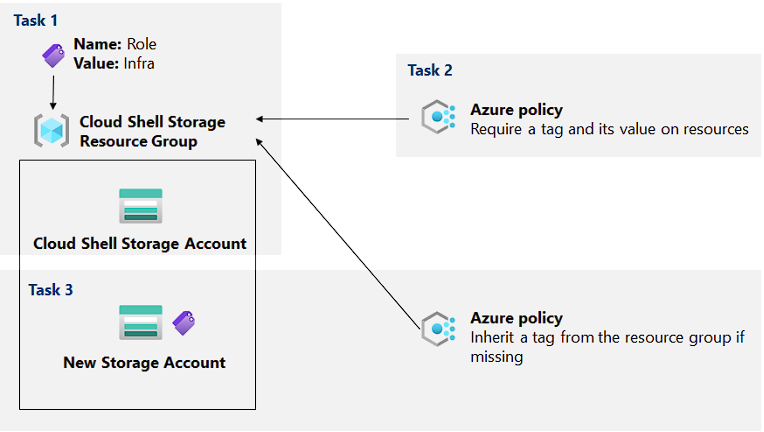 Task 1
Name: Role
Value: Infra
Cloud Shell Storage
Resource Group
Cloud Shell Storage Account
Task 2
Azure policy
Require a tag and its value on resources
Task 3
New Storage Account
Azure policy
Inherit a tag from the resource group if
missing